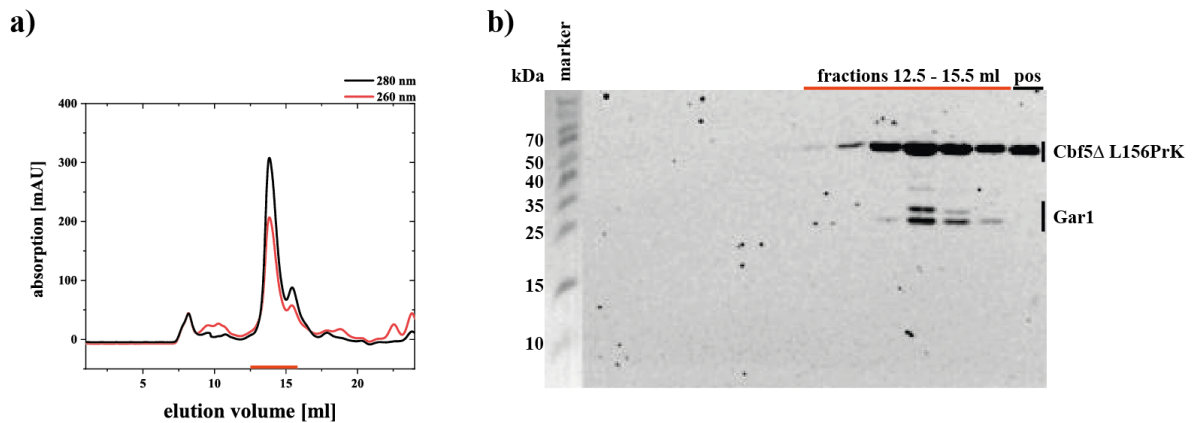 a)
280 nm
260 nm
400
300
200
100
0
absorption [mAU]
5
10
15
20
elution volume [ml]
b)
marker
kDa
fractions 12.5 - 15.5 ml
pos
70
50
40
35
25
15
10
Cbf5Δ L156PrK
Gar1